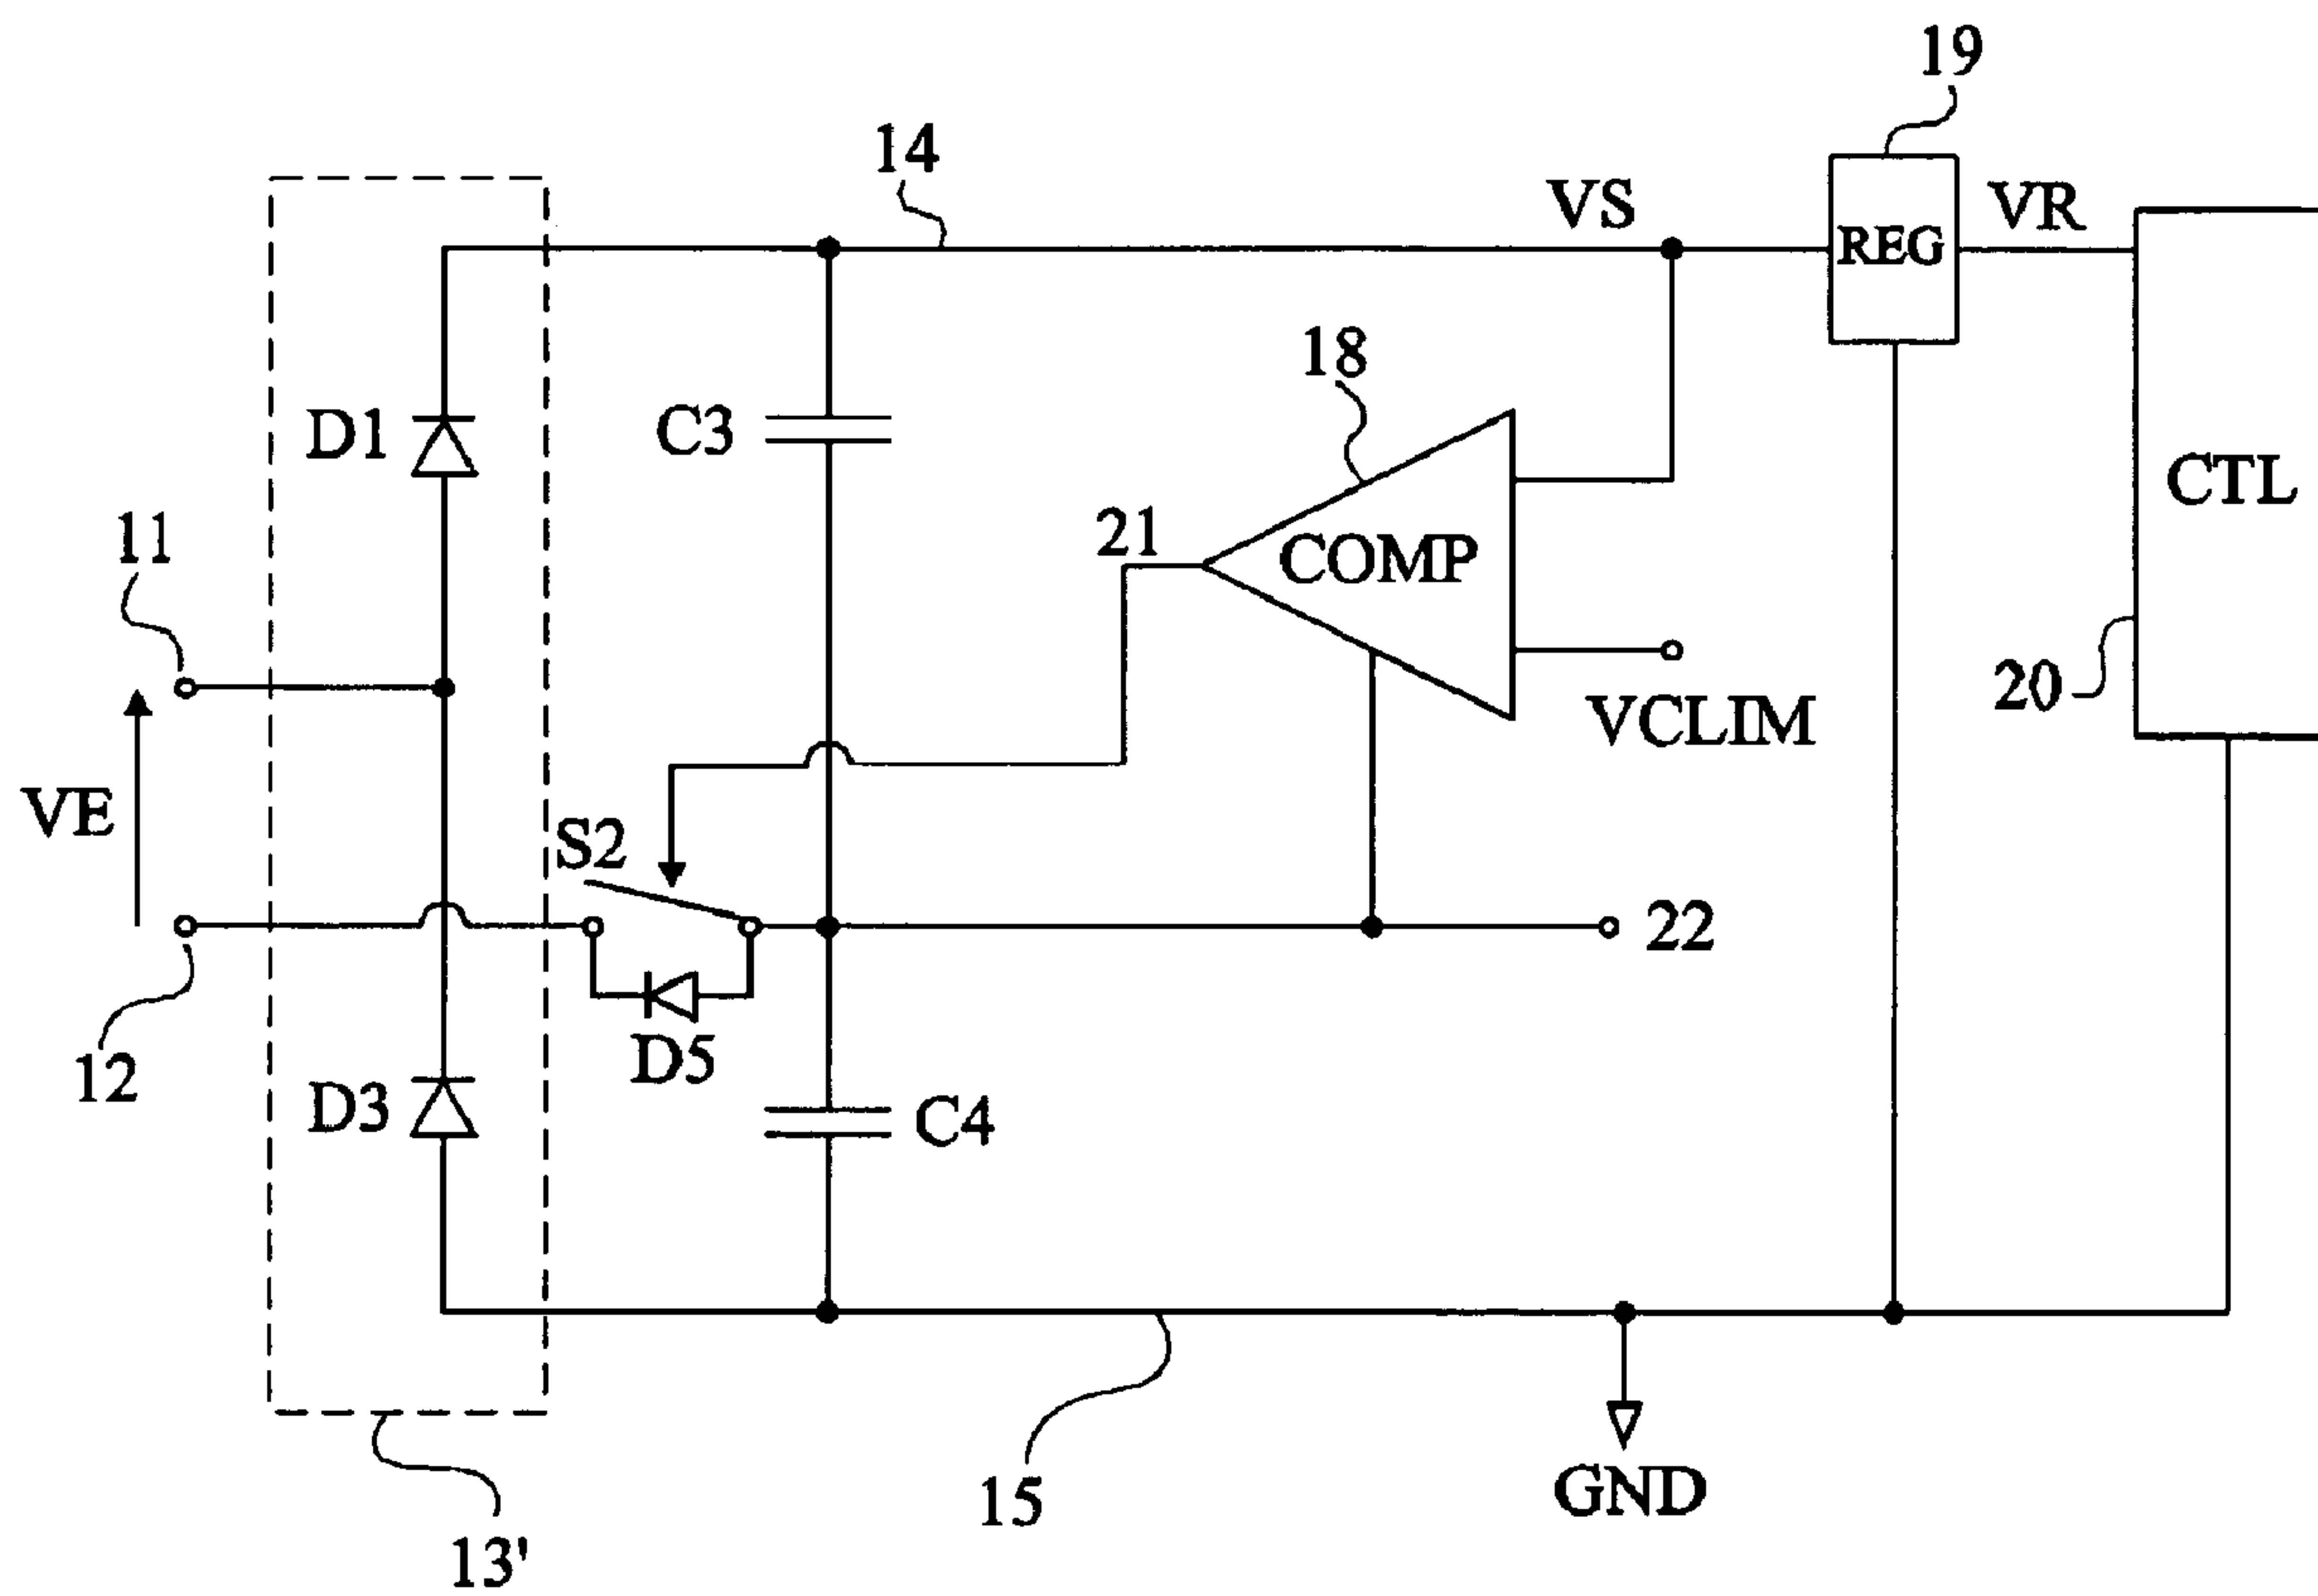 19
14
VS
VR
REG
18
D1
C3
CTL
11
21
COMP
20
VCLIM
VE
S2
22
12
D5
D3
C4
15
GND
13'